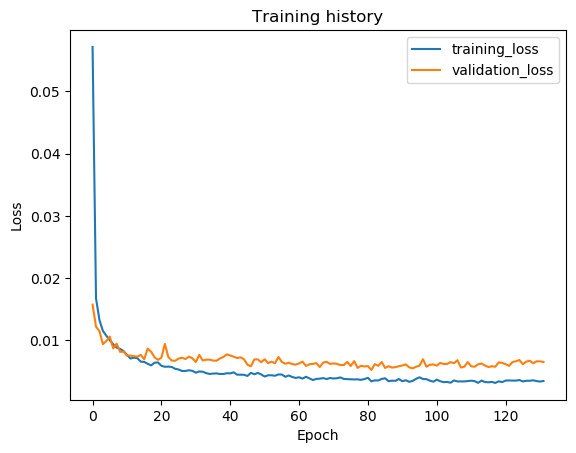 Training history
training_loss
validation_loss
0.05
0.04
0.03
0.02
0.01
Loss
0 20 40 60 80 100 120
Epoch